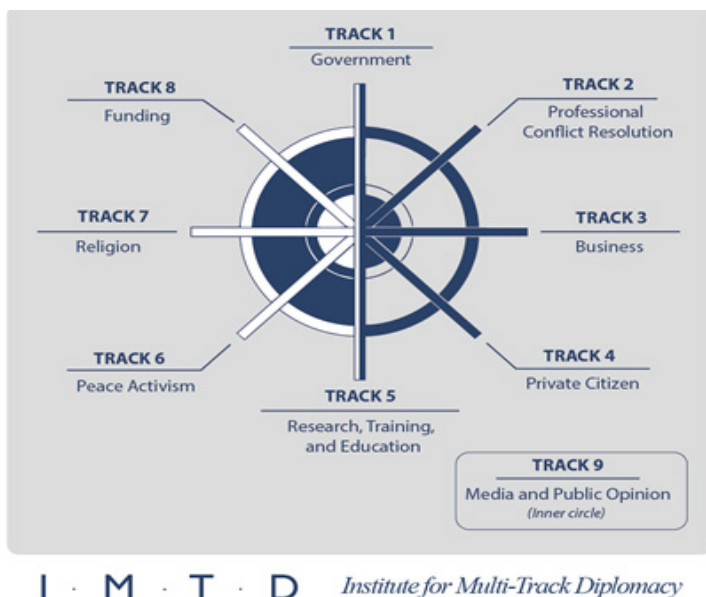 TRACK 1
Government
TRACK 8
Funding
TRACK 2
Professional
Conflict Resolution
TRACK 7
Religion
TRACK 3
Business
TRACK 6
Peace Activism
TRACK 4
Private Citizen
TRACK 5
Research, Training,
and Education
TRACK 9
Media and Public Opinion
(Inner circle)
I · M · T · D Institute for Multi-Track Diplomacy